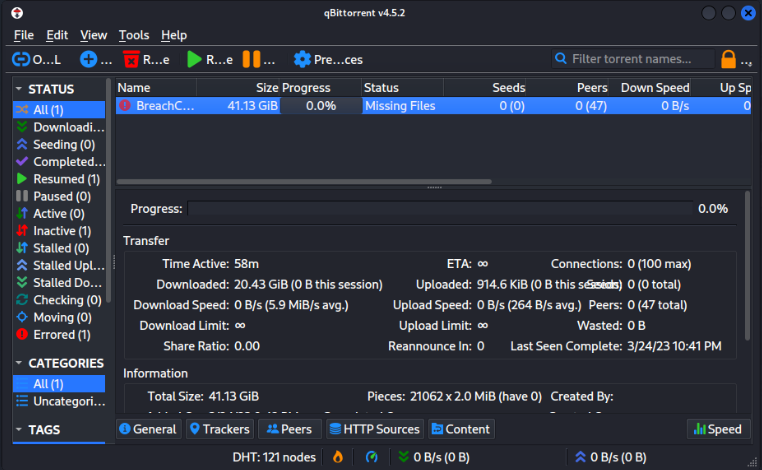 qBittorrent v4.5.2
File Edit View Tools Help
O...L ... R...e R...e ... Pre...ces Filter torrent names... ...
STATUS
All (1)
Downloadi...
Seeding (0)
Completed...
Resumed (1)
Paused (0)
Active (0)
Inactive (1)
Stalled (0)
Stalled Upl...
Stalled Do...
Checking (0)
Moving (0)
Errored (1)
CATEGORIES
All (1)
Uncategori...
TAGS
Name Size Progress Status Seeds Peers Down Speed Up Sp
BreachC... 41.13 GiB 0.0% Missing Files 0 (0) 0 (47) 0 B/s 0
Progress: 0.0%
Transfer
Time Active: 58m ETA: ∞ Connections: 0 (100 max)
Downloaded: 20.43 GiB (0 B this session) Uploaded: 914.6 KiB (0 B this session) Seeds: 0 (0 total)
Download Speed: 0 B/s (5.9 MiB/s avg.) Upload Speed: 0 B/s (264 B/s avg.) Peers: 0 (47 total)
Download Limit: ∞ Upload Limit: ∞ Wasted: 0 B
Share Ratio: 0.00 Reannounce In: 0 Last Seen Complete: 3/24/23 10:41 PM
Information
Total Size: 41.13 GiB Pieces: 21062 x 2.0 MiB (have 0) Created By:
General Trackers Peers HTTP Sources Content Speed
DHT: 121 nodes 0 B/s (0 B) 0 B/s (0 B)